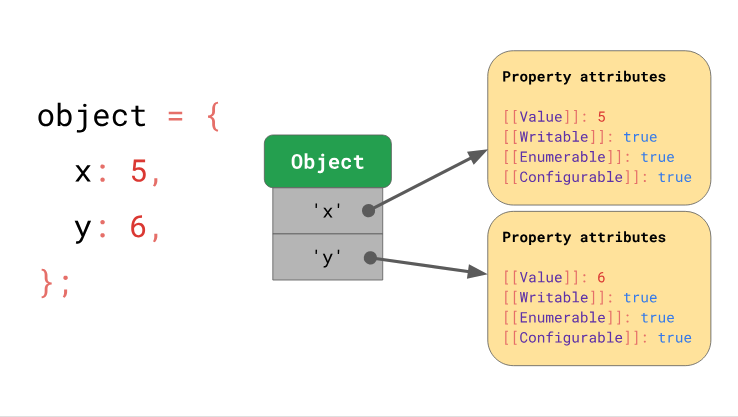 object = {
  x: 5,
  y: 6,
};
Object
'x'
'y'
Property attributes
[[Value]]: 5
[[Writable]]: true
[[Enumerable]]: true
[[Configurable]]: true
Property attributes
[[Value]]: 6
[[Writable]]: true
[[Enumerable]]: true
[[Configurable]]: true